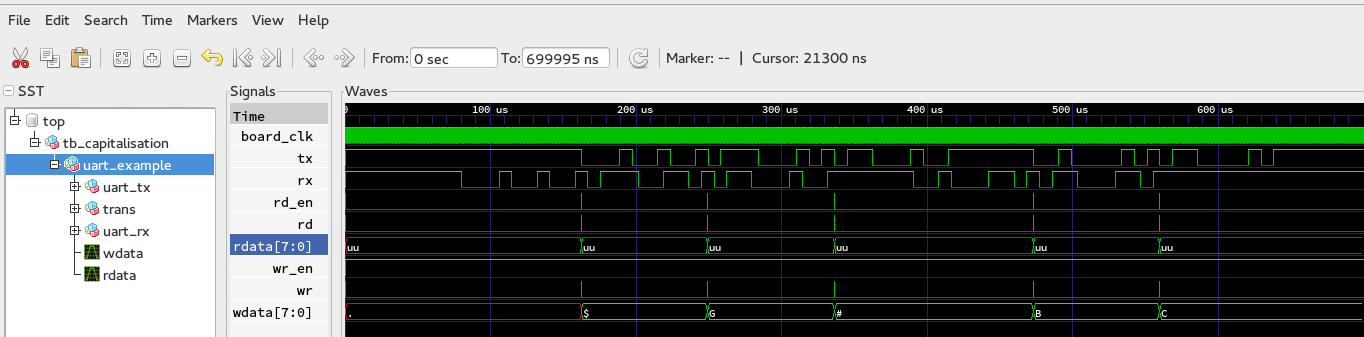 File Edit Search Time Markers View Help
From: 0 sec To: 699995 ns Marker: -- | Cursor: 21300 ns
SST
top
tb_capitalisation
uart_example
uart_tx
trans
uart_rx
wdata
rdata
Signals
Time
board_clk
tx
rx
rd_en
rd
rdata[7:0]
wr_en
wr
wdata[7:0]
Waves
0 100 us 200 us 300 us 400 us 500 us 600 us
uu uu uu uu uu uu
. $ G # B C